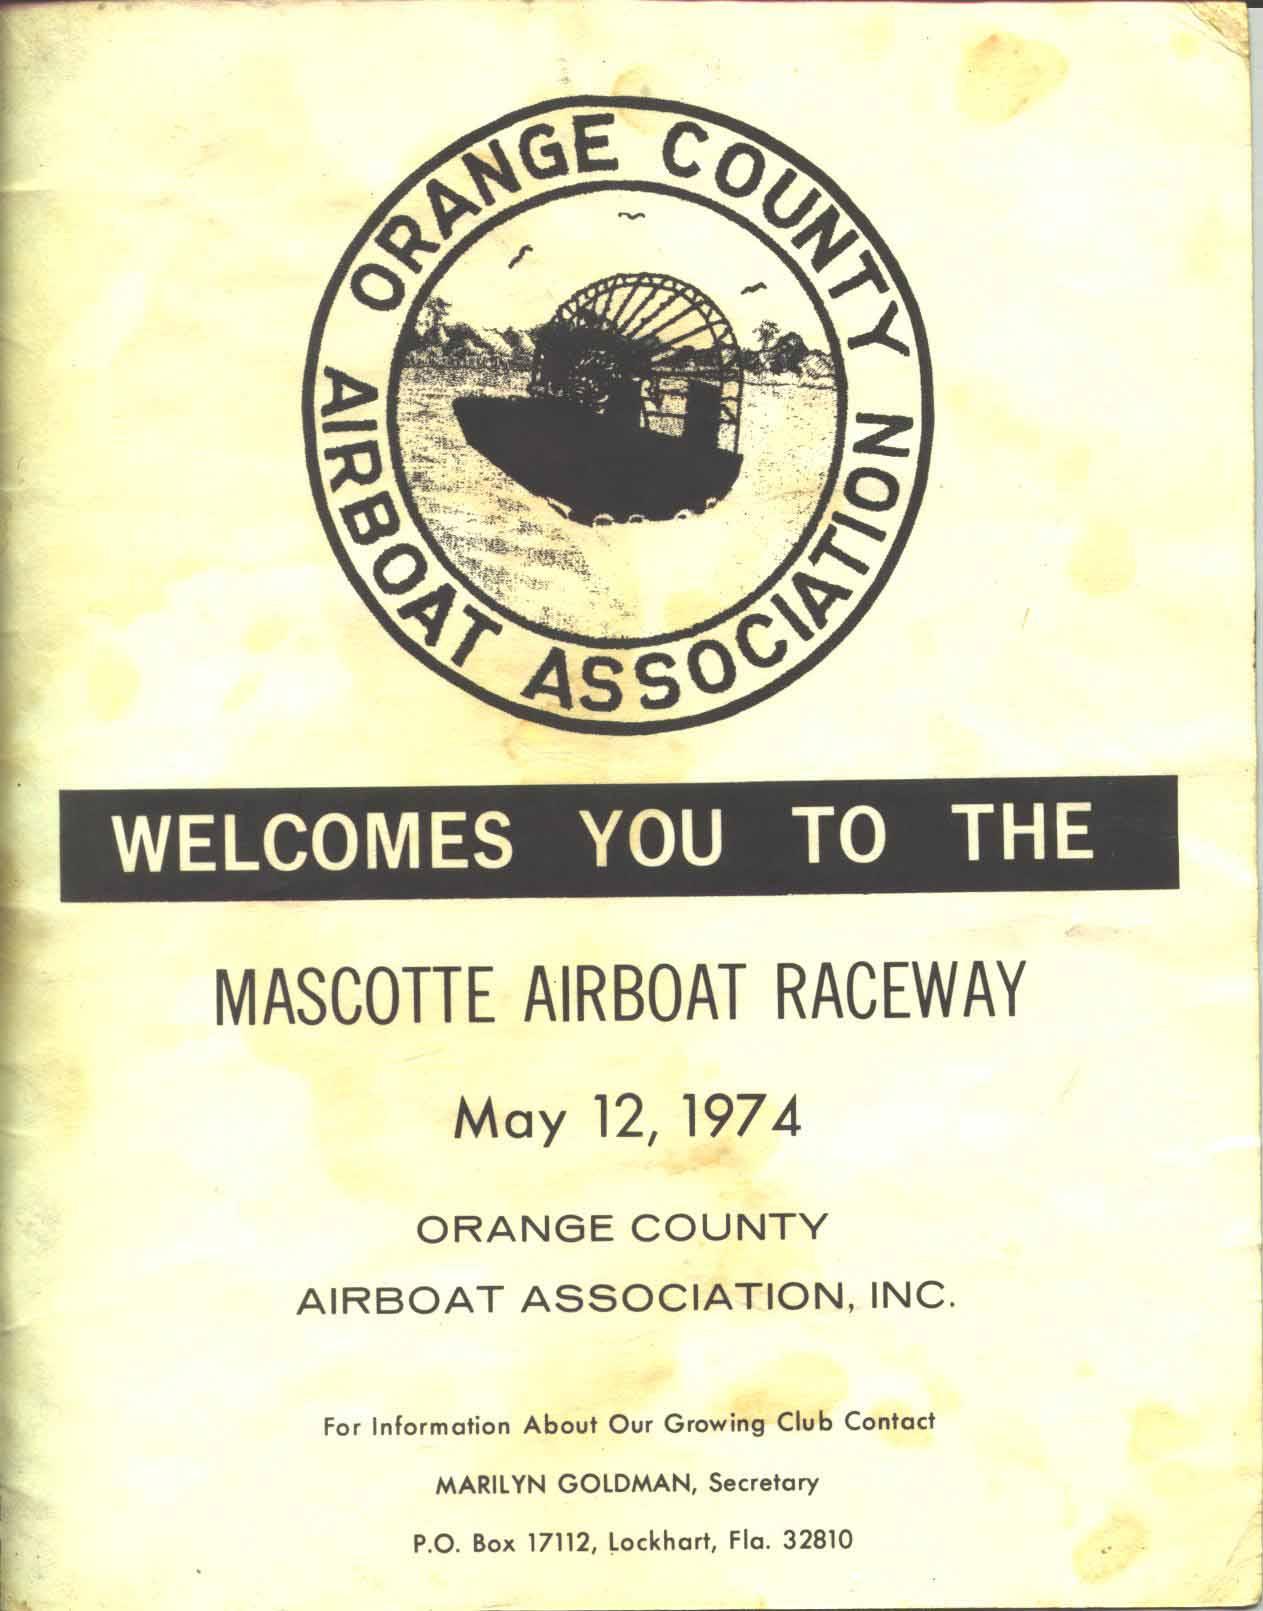 ORANGE COUNTY
AIRBOAT ASSOCIATION
WELCOMES YOU TO THE
MASCOTTE AIRBOAT RACEWAY
May 12, 1974
ORANGE COUNTY
AIRBOAT ASSOCIATION, INC.
For Information About Our Growing Club Contact
MARILYN GOLDMAN, Secretary
P.O. Box 17112, Lockhart, Fla. 32810